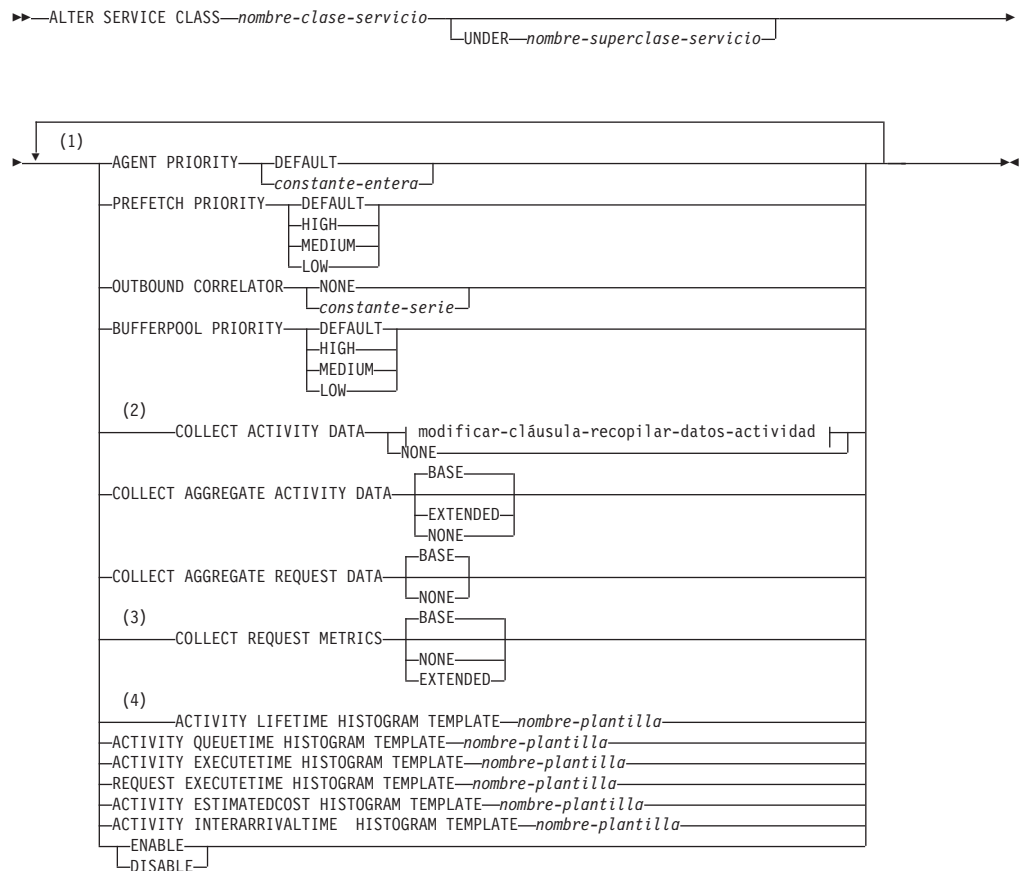 ALTER SERVICE CLASS nombre-clase-servicio
UNDER nombre-superclase-servicio
(1)
AGENT PRIORITY DEFAULT
constante-entera
PREFETCH PRIORITY DEFAULT
HIGH
MEDIUM
LOW
OUTBOUND CORRELATOR NONE
constante-serie
BUFFERPOOL PRIORITY DEFAULT
HIGH
MEDIUM
LOW
(2)
COLLECT ACTIVITY DATA modificar-cláusula-recopilar-datos-actividad
NONE
BASE
COLLECT AGGREGATE ACTIVITY DATA
EXTENDED
NONE
BASE
COLLECT AGGREGATE REQUEST DATA
NONE
(3)
BASE
COLLECT REQUEST METRICS
NONE
EXTENDED
(4)
ACTIVITY LIFETIME HISTOGRAM TEMPLATE nombre-plantilla
ACTIVITY QUEUETIME HISTOGRAM TEMPLATE nombre-plantilla
ACTIVITY EXECUTETIME HISTOGRAM TEMPLATE nombre-plantilla
REQUEST EXECUTETIME HISTOGRAM TEMPLATE nombre-plantilla
ACTIVITY ESTIMATEDCOST HISTOGRAM TEMPLATE nombre-plantilla
ACTIVITY INTERARRIVALTIME HISTOGRAM TEMPLATE nombre-plantilla
ENABLE
DISABLE